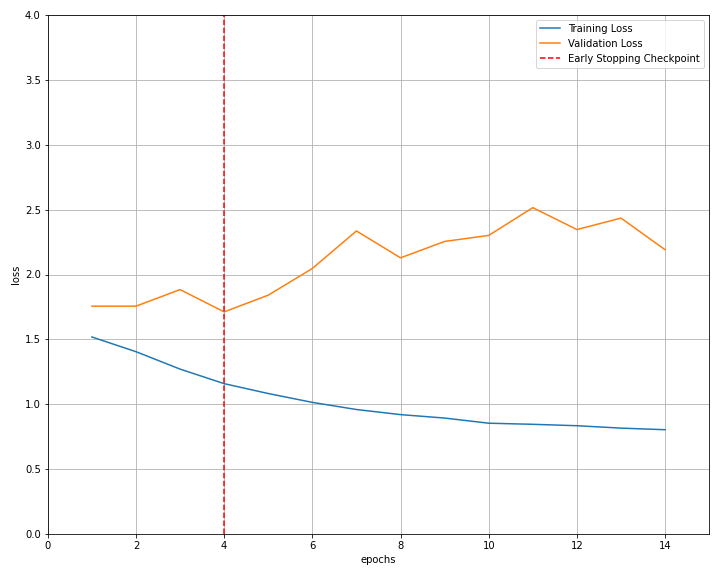 4.0
3.5
3.0
2.5
2.0
1.5
1.0
0.5
0.0
loss
Training Loss
Validation Loss
Early Stopping Checkpoint
0 2 4 6 8 10 12 14
epochs